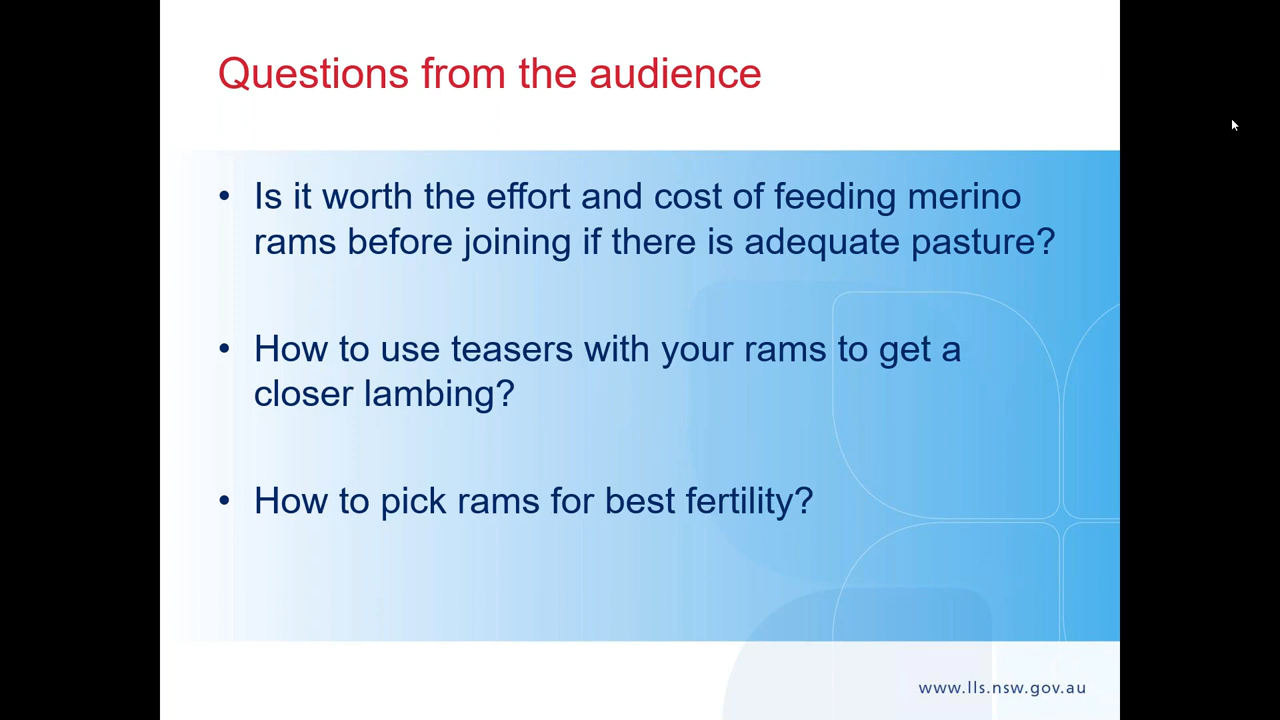 Questions from the audience
• Is it worth the effort and cost of feeding merino
rams before joining if there is adequate pasture?
• How to use teasers with your rams to get a
closer lambing?
• How to pick rams for best fertility?
www.lls.nsw.gov.au